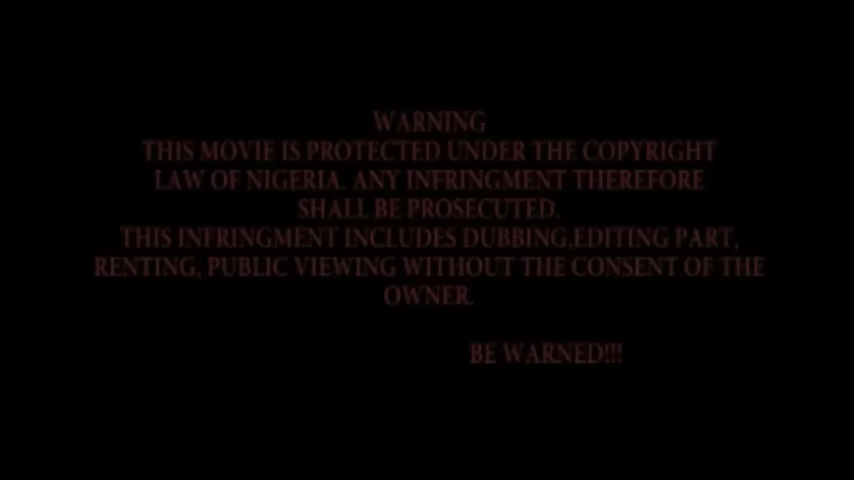 WARNING
THIS MOVIE IS PROTECTED UNDER THE COPYRIGHT
LAW OF NIGERIA. ANY INFRINGMENT THEREFORE
SHALL BE PROSECUTED.
THIS INFRINGMENT INCLUDES DUBBING,EDITING PART,
RENTING, PUBLIC VIEWING WITHOUT THE CONSENT OF THE
OWNER.
BE WARNED!!!